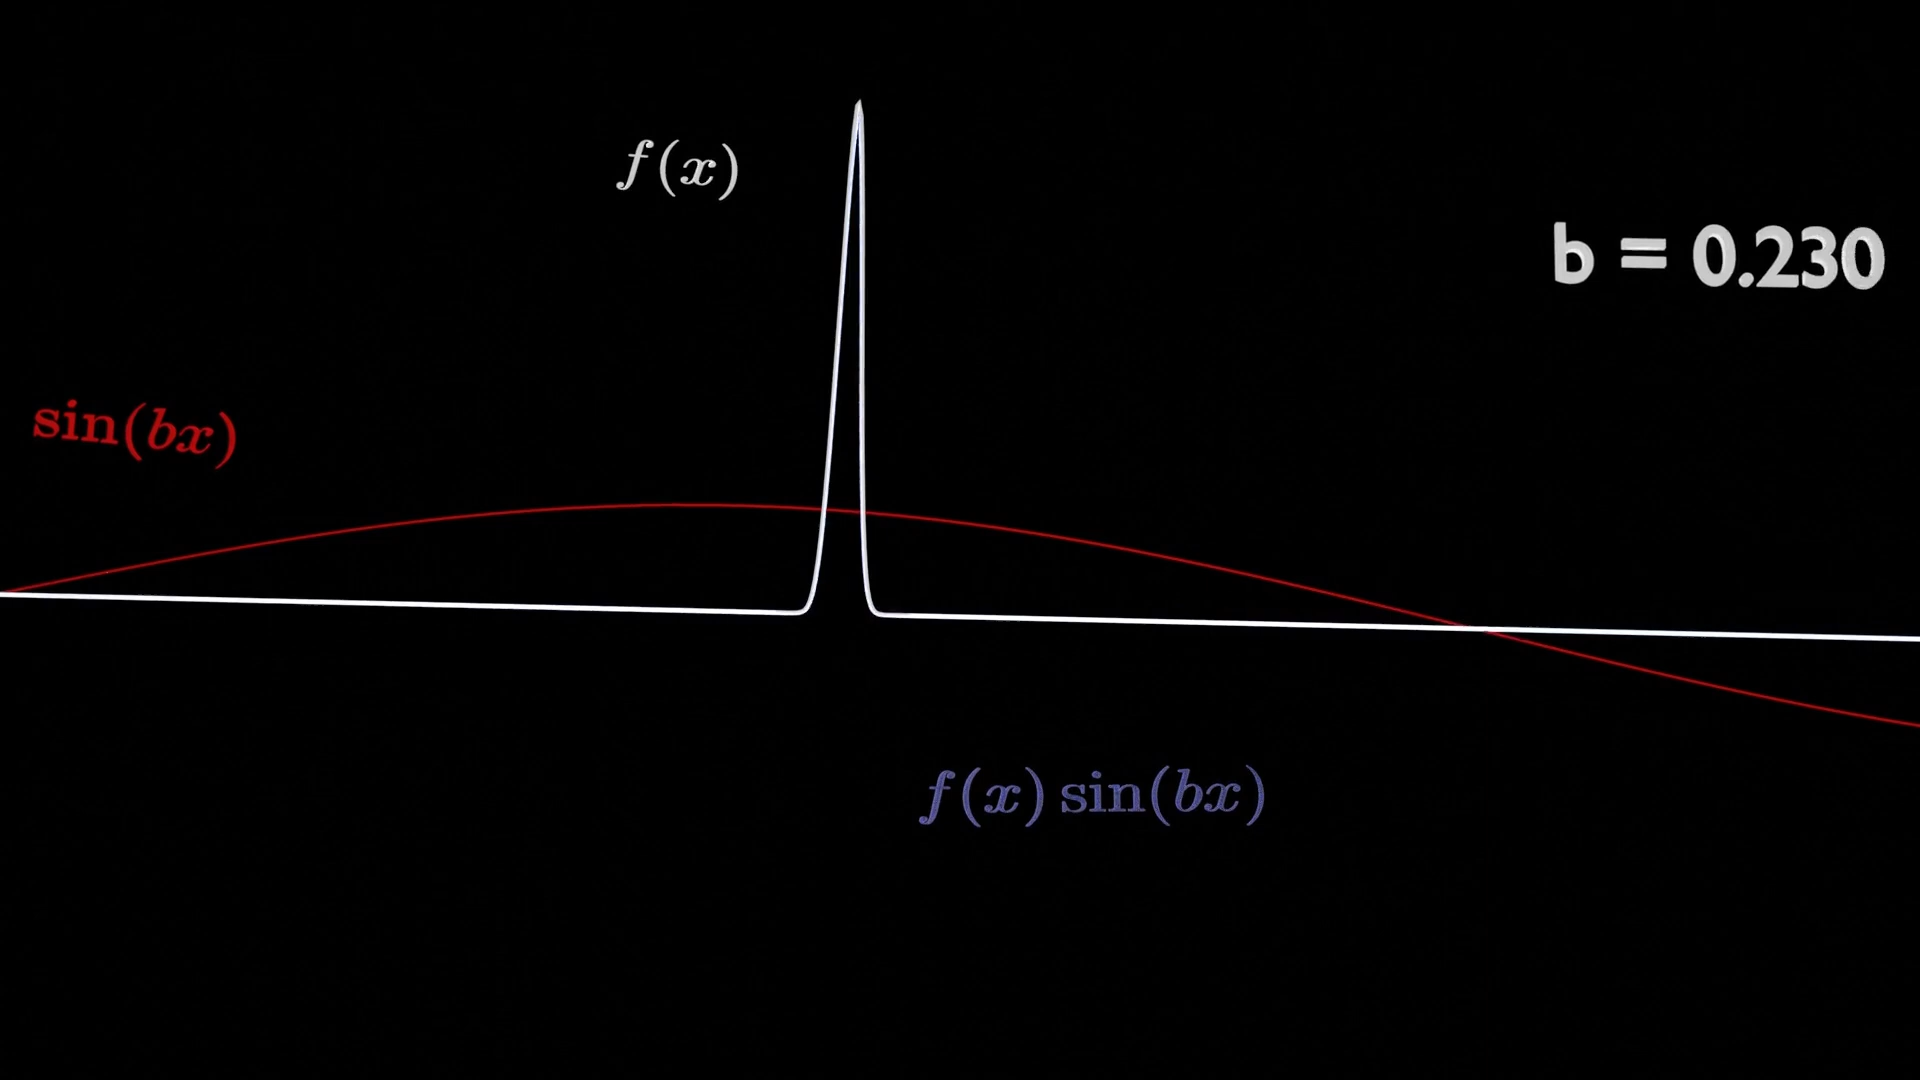 f(x)
b = 0.230
sin(bx)
f(x) sin(bx)